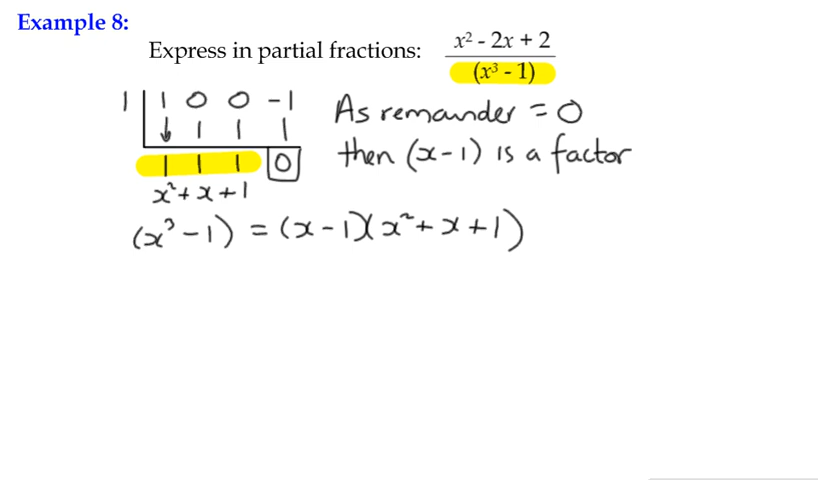 Example 8:
Express in partial fractions: x² - 2x + 2 / (x³ - 1)
1 | 1 0 0 -1 As remander = 0
↓ 1 1 1
1 1 1 0 then (x-1) is a factor
x² + x + 1
(x³ - 1) = (x - 1)(x² + x + 1)